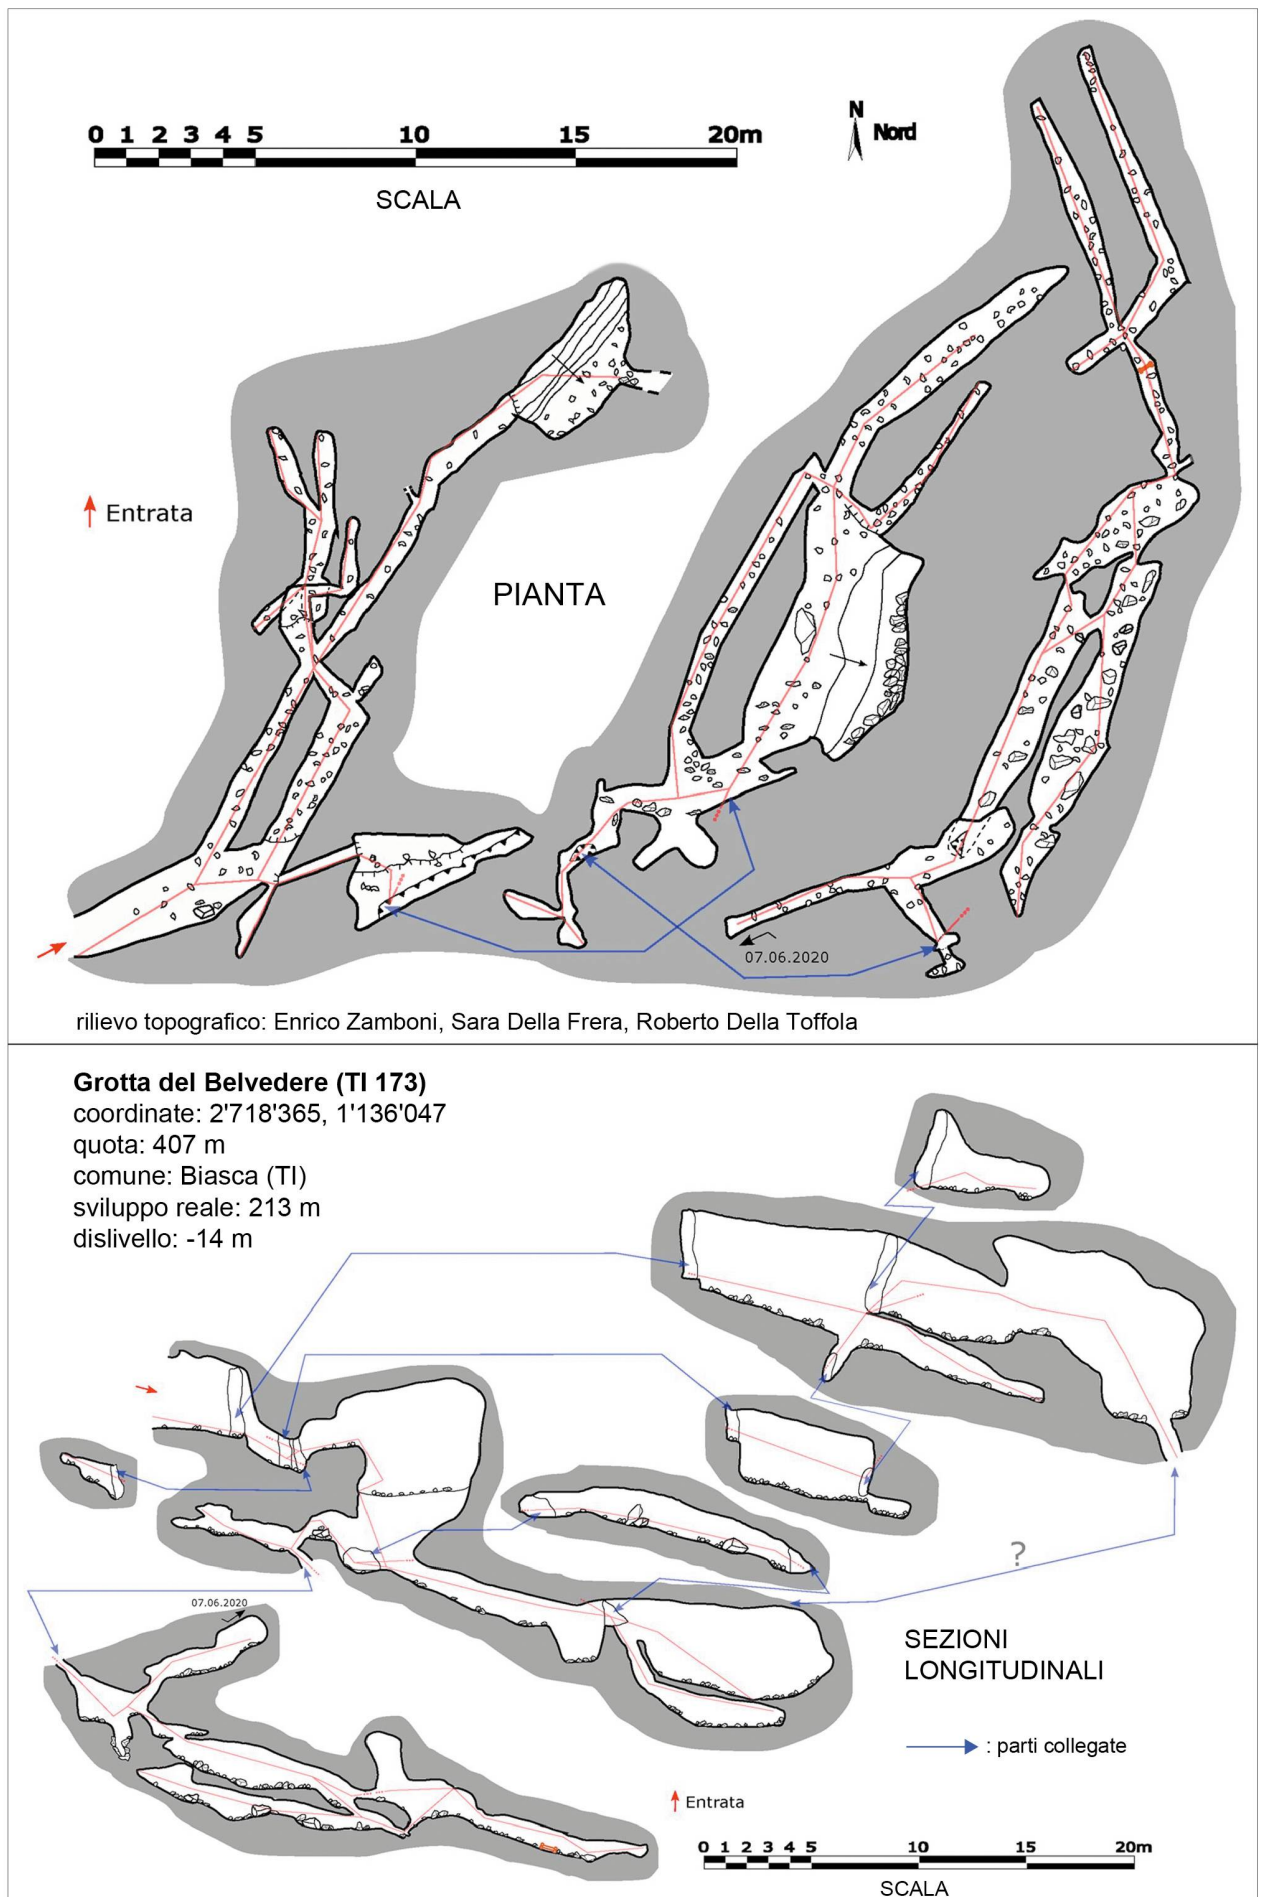 0 1 2 3 4 5 10 15 20m
SCALA
N
Nord
Entrata
PIANTA
07.06.2020
rilievo topografico: Enrico Zamboni, Sara Della Frera, Roberto Della Toffola
Grotta del Belvedere (TI 173)
coordinate: 2'718'365, 1'136'047
quota: 407 m
comune: Biasca (TI)
sviluppo reale: 213 m
dislivello: -14 m
?
07.06.2020
SEZIONI
LONGITUDINALI
: parti collegate
Entrata
0 1 2 3 4 5 10 15 20m
SCALA